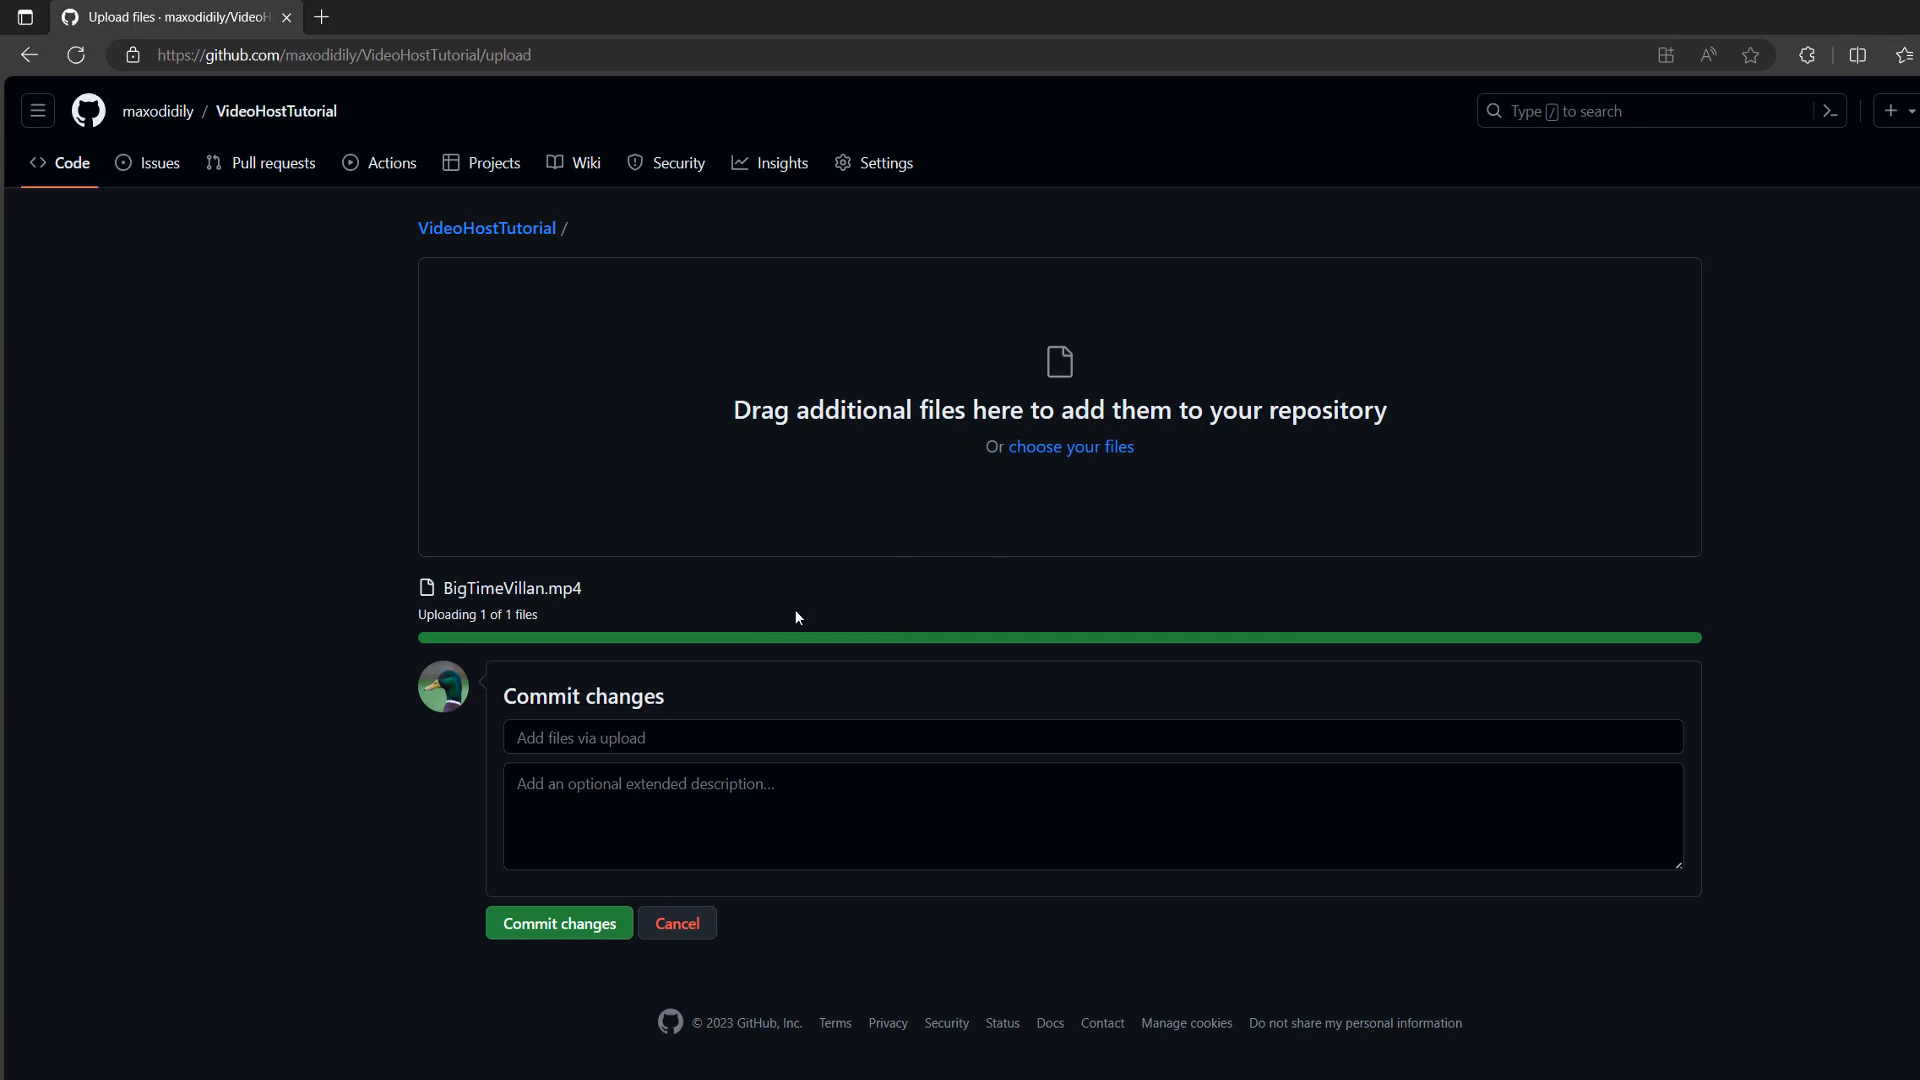 Upload files · maxodidily/VideoH
https://github.com/maxodidily/VideoHostTutorial/upload
maxodidily / VideoHostTutorial
Type / to search
Code Issues Pull requests Actions Projects Wiki Security Insights Settings
VideoHostTutorial /
Drag additional files here to add them to your repository
Or choose your files
BigTimeVillan.mp4
Uploading 1 of 1 files
Commit changes
Add files via upload
Add an optional extended description...
Commit changes Cancel
© 2023 GitHub, Inc. Terms Privacy Security Status Docs Contact Manage cookies Do not share my personal information